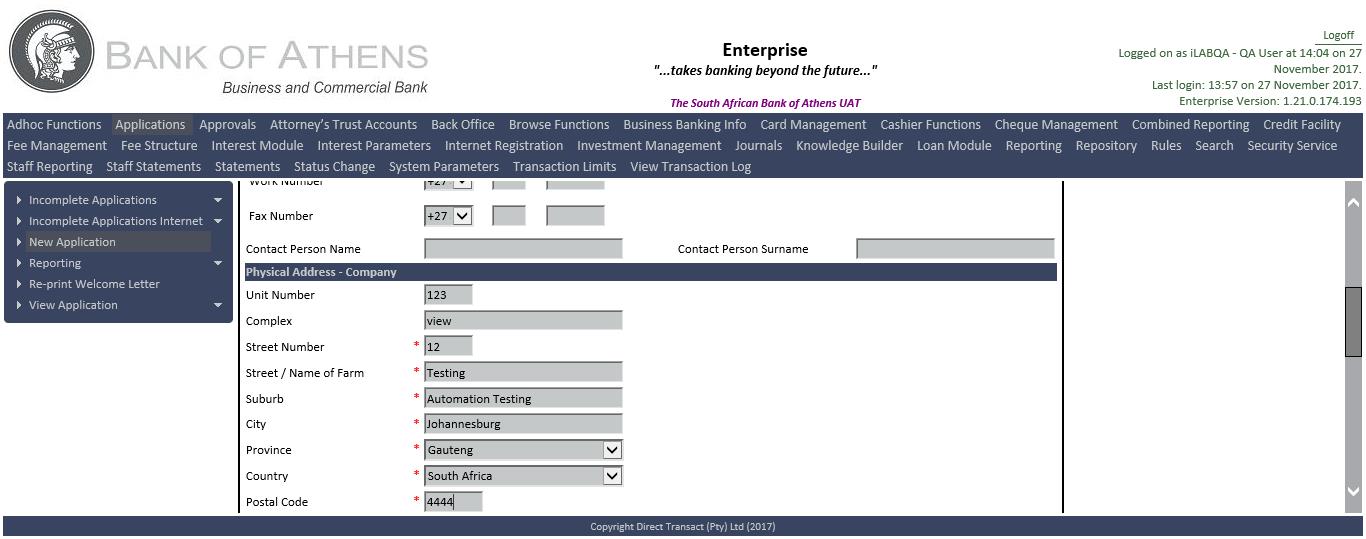 BANK OF ATHENS
Business and Commercial Bank
Enterprise
"...takes banking beyond the future..."
The South African Bank of Athens UAT
Logoff
Logged on as iLABQA - QA User at 14:04 on 27
November 2017.
Last login: 13:57 on 27 November 2017.
Enterprise Version: 1.21.0.174.193
Adhoc Functions Applications Approvals Attorney's Trust Accounts Back Office Browse Functions Business Banking Info Card Management Cashier Functions Cheque Management Combined Reporting Credit Facility
Fee Management Fee Structure Interest Module Interest Parameters Internet Registration Investment Management Journals Knowledge Builder Loan Module Reporting Repository Rules Search Security Service
Staff Reporting Staff Statements Statements Status Change System Parameters Transaction Limits View Transaction Log
Incomplete Applications
Incomplete Applications Internet
New Application
Reporting
Re-print Welcome Letter
View Application
Work Number +27
Fax Number +27
Contact Person Name Contact Person Surname
Physical Address - Company
Unit Number 123
Complex view
Street Number * 12
Street / Name of Farm * Testing
Suburb * Automation Testing
City * Johannesburg
Province * Gauteng
Country * South Africa
Postal Code * 4444
Copyright Direct Transact (Pty) Ltd (2017)